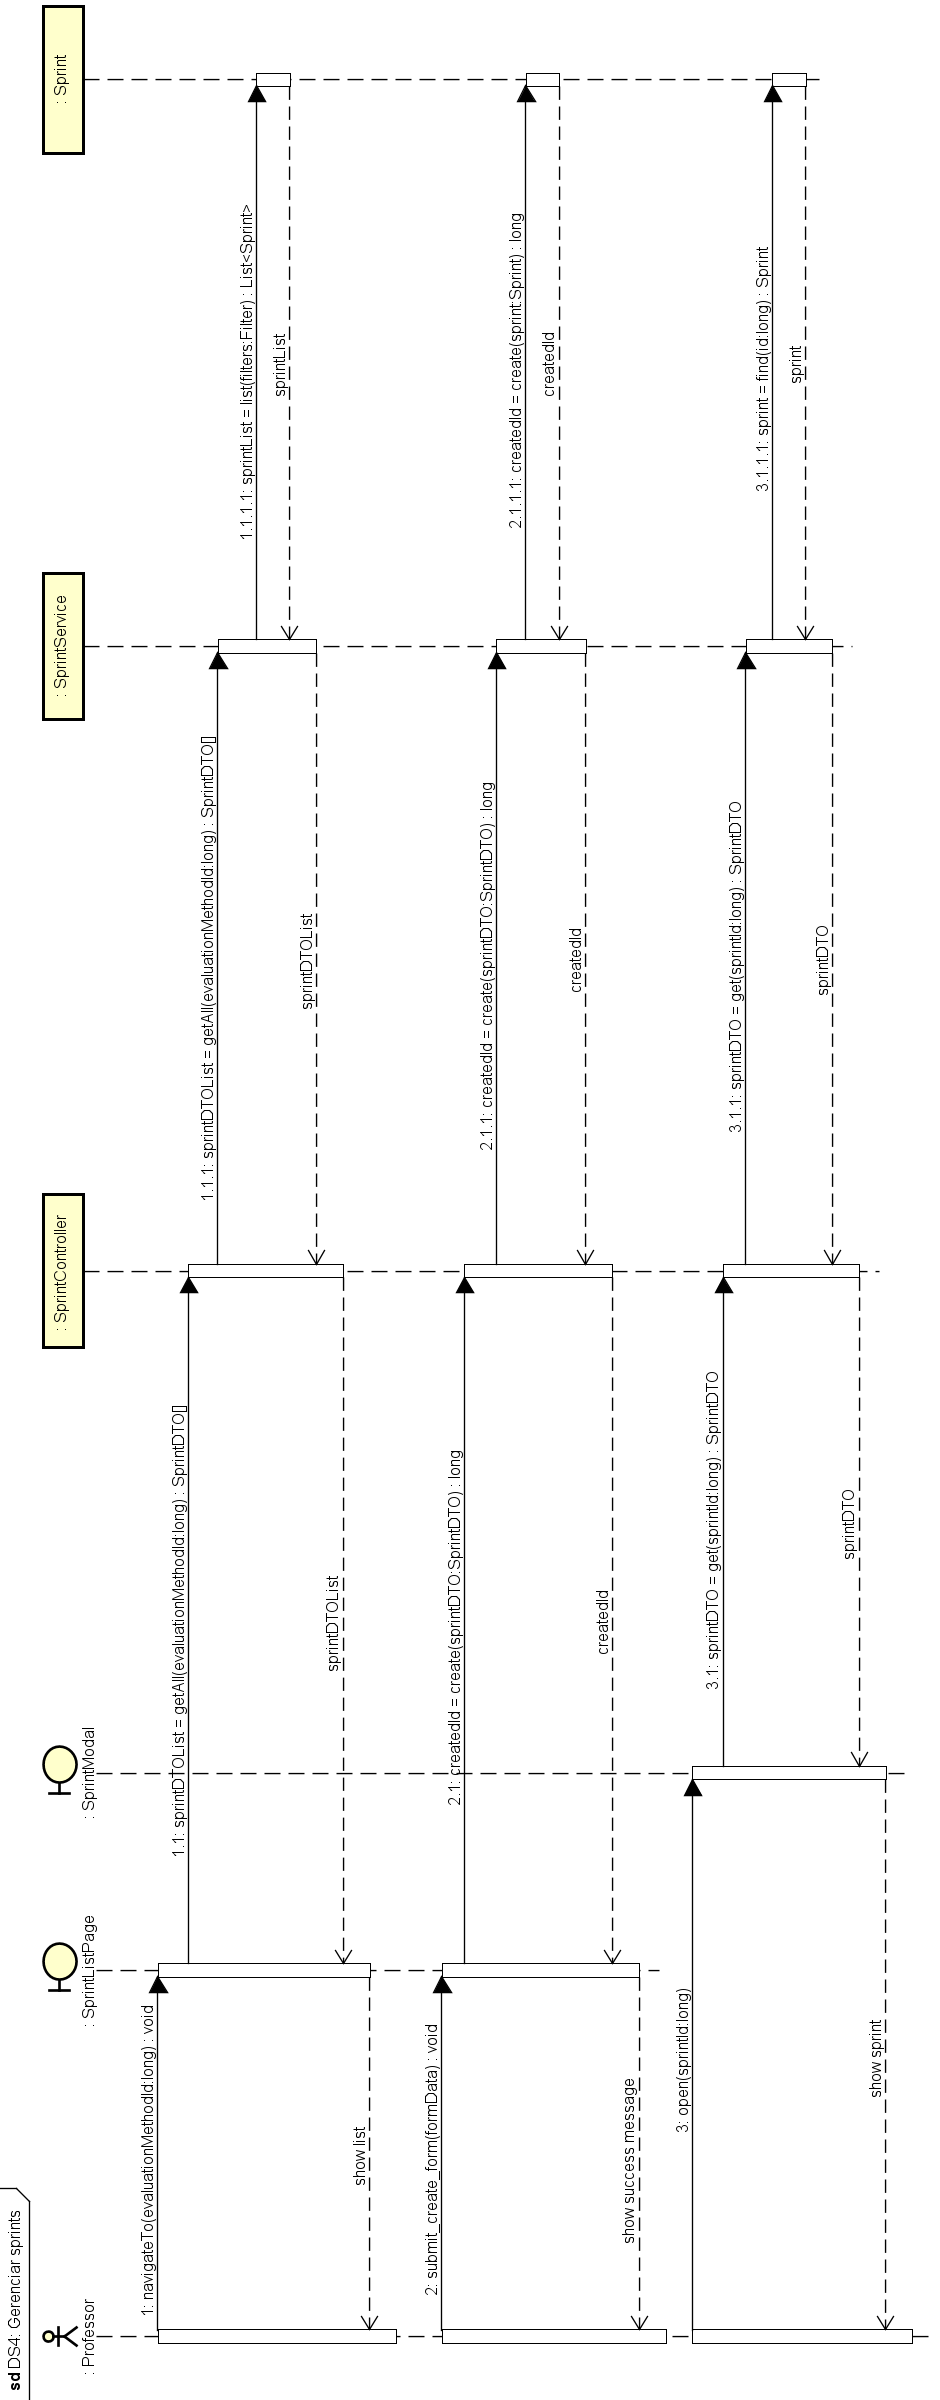 sd DS4: Gerenciar sprints
: Professor
: SprintListPage
: SprintModal
: SprintController
: SprintService
: Sprint
1: navigateTo(evaluationMethodId:long) : void
1.1: sprintDTOList = getAll(evaluationMethodId:long) : SprintDTO[]
1.1.1: sprintDTOList = getAll(evaluationMethodId:long) : SprintDTO[]
1.1.1.1: sprintList = list(filters:Filter) : List<Sprint>
sprintList
sprintDTOList
sprintDTOList
show list
2: submit_create_form(formData) : void
2.1: createdId = create(sprintDTO:SprintDTO) : long
2.1.1: createdId = create(sprintDTO:SprintDTO) : long
2.1.1.1: createdId = create(sprint:Sprint) : long
createdId
createdId
createdId
show success message
3: open(sprintId:long)
3.1: sprintDTO = get(sprintId:long) : SprintDTO
3.1.1: sprintDTO = get(sprintId:long) : SprintDTO
3.1.1.1: sprint = find(id:long) : Sprint
sprint
sprintDTO
sprintDTO
show sprint